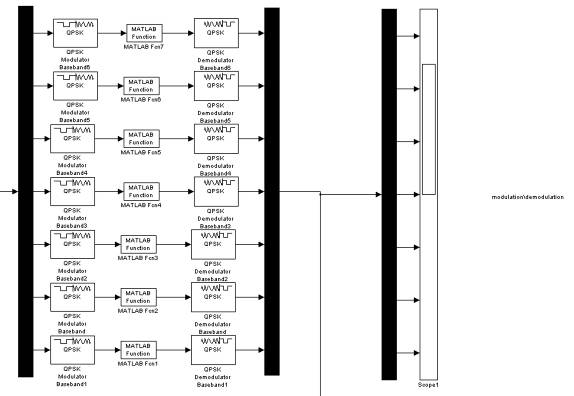 QPSK
MATLAB
Function
QPSK
QPSK
Modulator
Baseband6
MATLAB Fcn7
QPSK
Demodulator
Baseband6
QPSK
MATLAB
Function
QPSK
QPSK
Modulator
Baseband5
MATLAB Fcn6
QPSK
Demodulator
Baseband5
QPSK
MATLAB
Function
QPSK
QPSK
Modulator
Baseband4
MATLAB Fcn5
QPSK
Demodulator
Baseband4
QPSK
MATLAB
Function
QPSK
QPSK
Modulator
Baseband3
MATLAB Fcn4
QPSK
Demodulator
Baseband3
modulation\demodulation
QPSK
MATLAB
Function
QPSK
QPSK
Modulator
Baseband2
MATLAB Fcn3
QPSK
Demodulator
Baseband2
QPSK
MATLAB
Function
QPSK
QPSK
Modulator
Baseband
MATLAB Fcn2
QPSK
Demodulator
Baseband
QPSK
MATLAB
Function
QPSK
QPSK
Modulator
Baseband1
MATLAB Fcn1
QPSK
Demodulator
Baseband1
Scope1